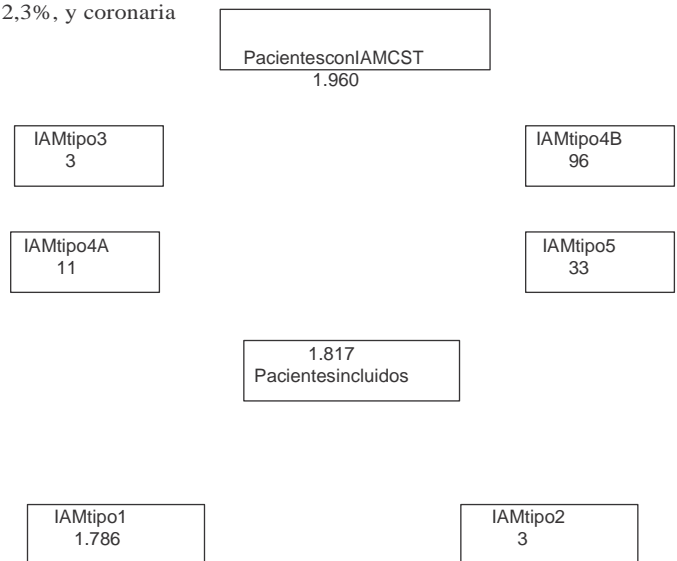 2,3%, y coronaria
PacientesconIAMCST
1.960
IAMtipo3
3
IAMtipo4B
96
IAMtipo4A
11
IAMtipo5
33
1.817
Pacientesincluidos
IAMtipo1
1.786
IAMtipo2
3